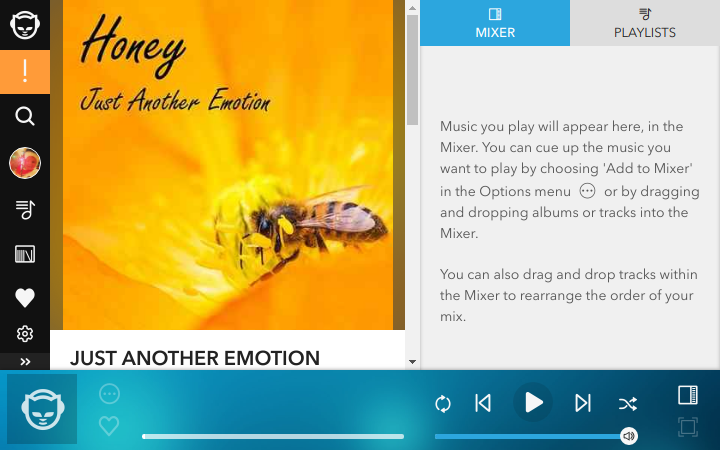 Honey
Just Another Emotion
JUST ANOTHER EMOTION
MIXER
PLAYLISTS
Music you play will appear here, in the
Mixer. You can cue up the music you
want to play by choosing 'Add to Mixer'
in the Options menu or by dragging
and dropping albums or tracks into the
Mixer.
You can also drag and drop tracks within
the Mixer to rearrange the order of your
mix.